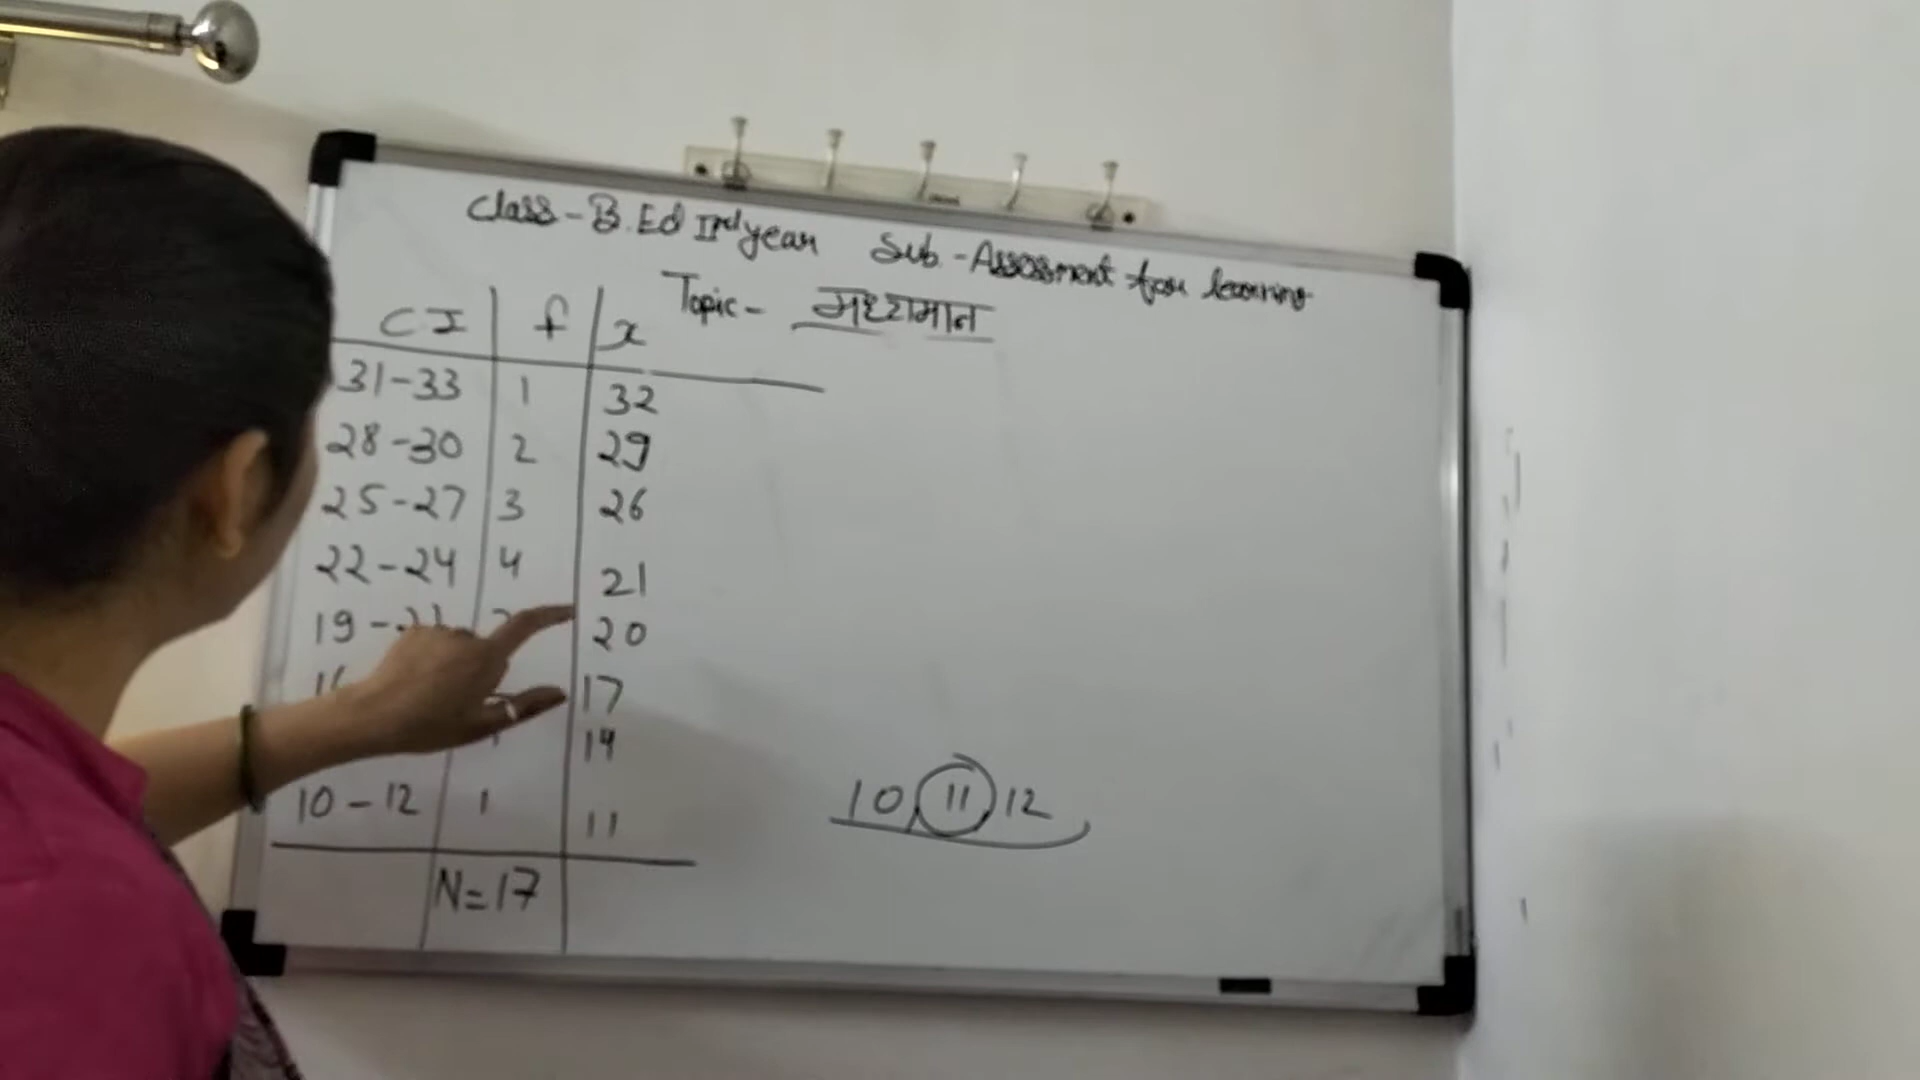 Class - B.Ed IInd year Sub. - Assessment for learning
Topic - मध्यमान
CI f x
31-33 1 32
28-30 2 29
25-27 3 26
22-24 4 21
19- 20
17
14
10-12 1 11
10, 11, 12
N=17